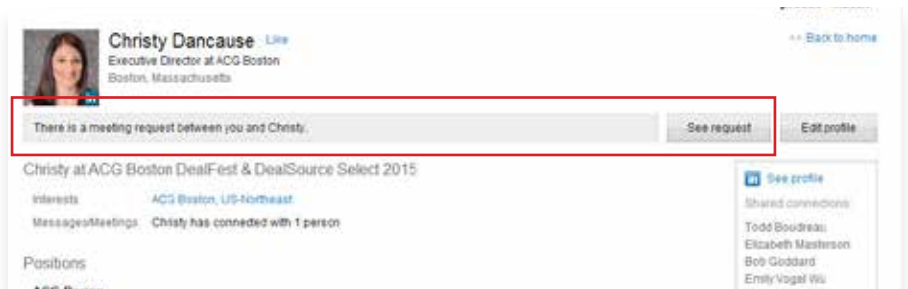 Christy Dancause Like
<< Back to home
Executive Director at ACG Boston
Boston, Massachusetts
There is a meeting request between you and Christy.
See request
Edit profile
Christy at ACG Boston DealFest & DealSource Select 2015
Interests ACG Boston, US-Northeast
Messages/Meetings Christy has connected with 1 person
Positions
in See profile
Shared connections
Todd Boudreau
Elizabeth Masterson
Bob Goddard
Emily Vogel Wu